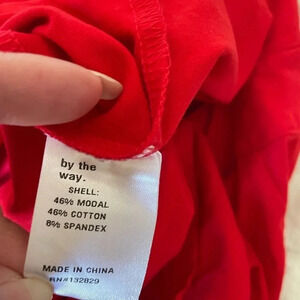 by the
way.
SHELL:
46% MODAL
46% COTTON
8% SPANDEX
MADE IN CHINA
RN#132829